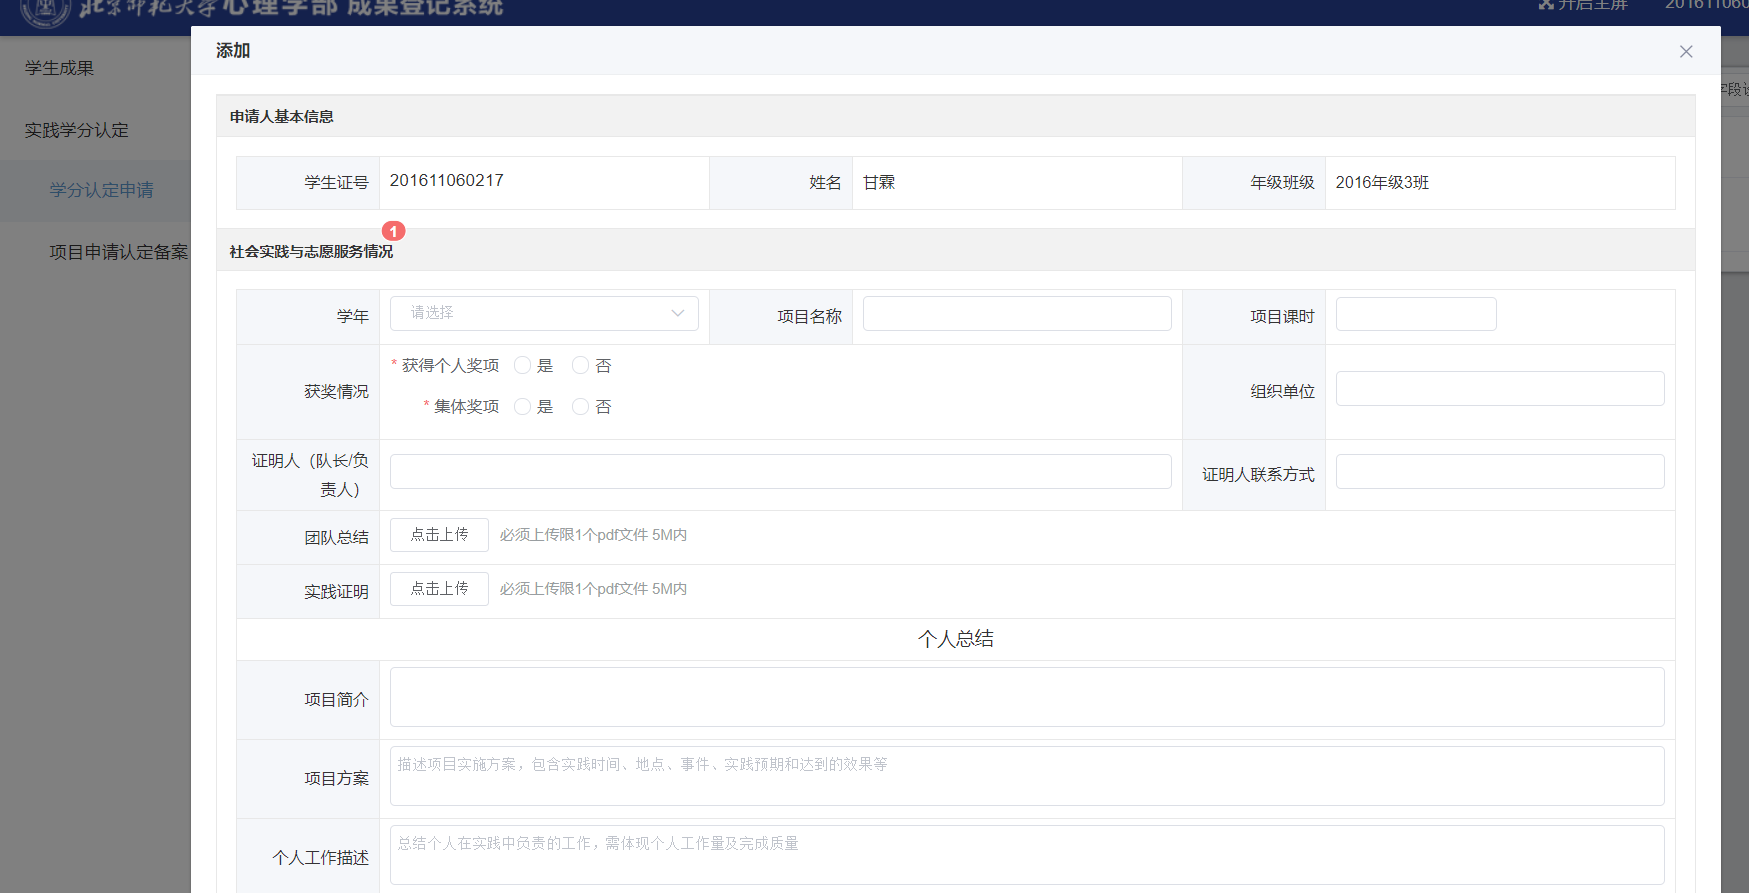 北京师范大学心理学部 成果登记系统
开启全屏
学生成果
实践学分认定
学分认定申请
项目申请认定备案
添加
申请人基本信息
学生证号 201611060217 姓名 甘霖 年级班级 2016年级3班
1
社会实践与志愿服务情况
学年 请选择 项目名称 项目课时
获奖情况 * 获得个人奖项 是 否 组织单位
* 集体奖项 是 否
证明人（队长/负
责人） 证明人联系方式
团队总结 点击上传 必须上传限1个pdf文件 5M内
实践证明 点击上传 必须上传限1个pdf文件 5M内
个人总结
项目简介
项目方案 描述项目实施方案，包含实践时间、地点、事件、实践预期和达到的效果等
个人工作描述 总结个人在实践中负责的工作，需体现个人工作量及完成质量